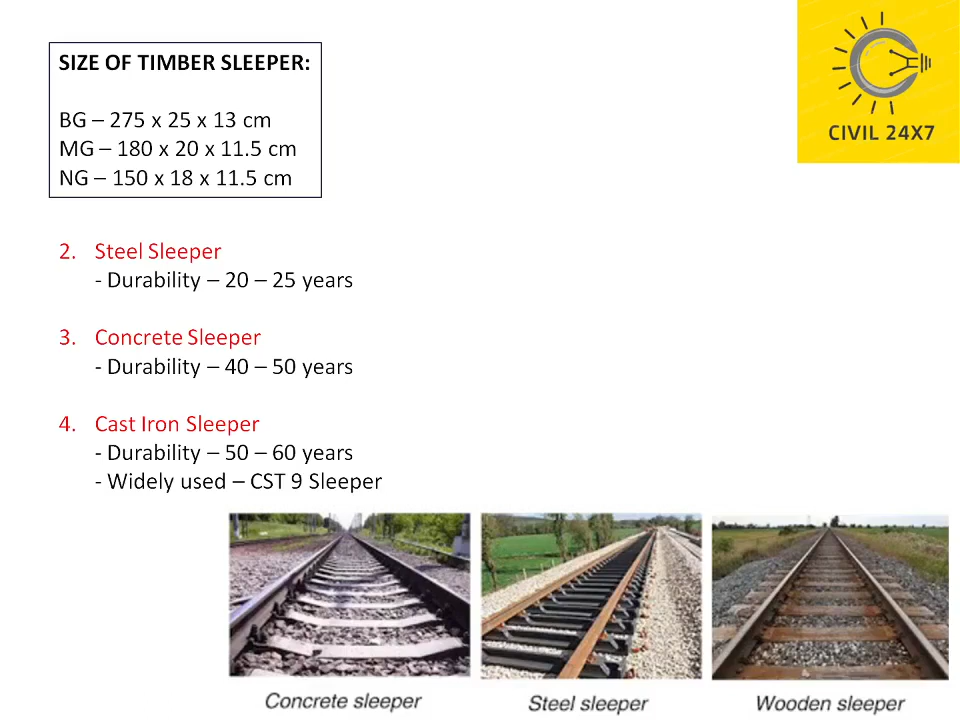 SIZE OF TIMBER SLEEPER:
BG – 275 x 25 x 13 cm
MG – 180 x 20 x 11.5 cm
NG – 150 x 18 x 11.5 cm
CIVIL 24X7
2. Steel Sleeper
- Durability – 20 – 25 years
3. Concrete Sleeper
- Durability – 40 – 50 years
4. Cast Iron Sleeper
- Durability – 50 – 60 years
- Widely used – CST 9 Sleeper
Concrete sleeper
Steel sleeper
Wooden sleeper